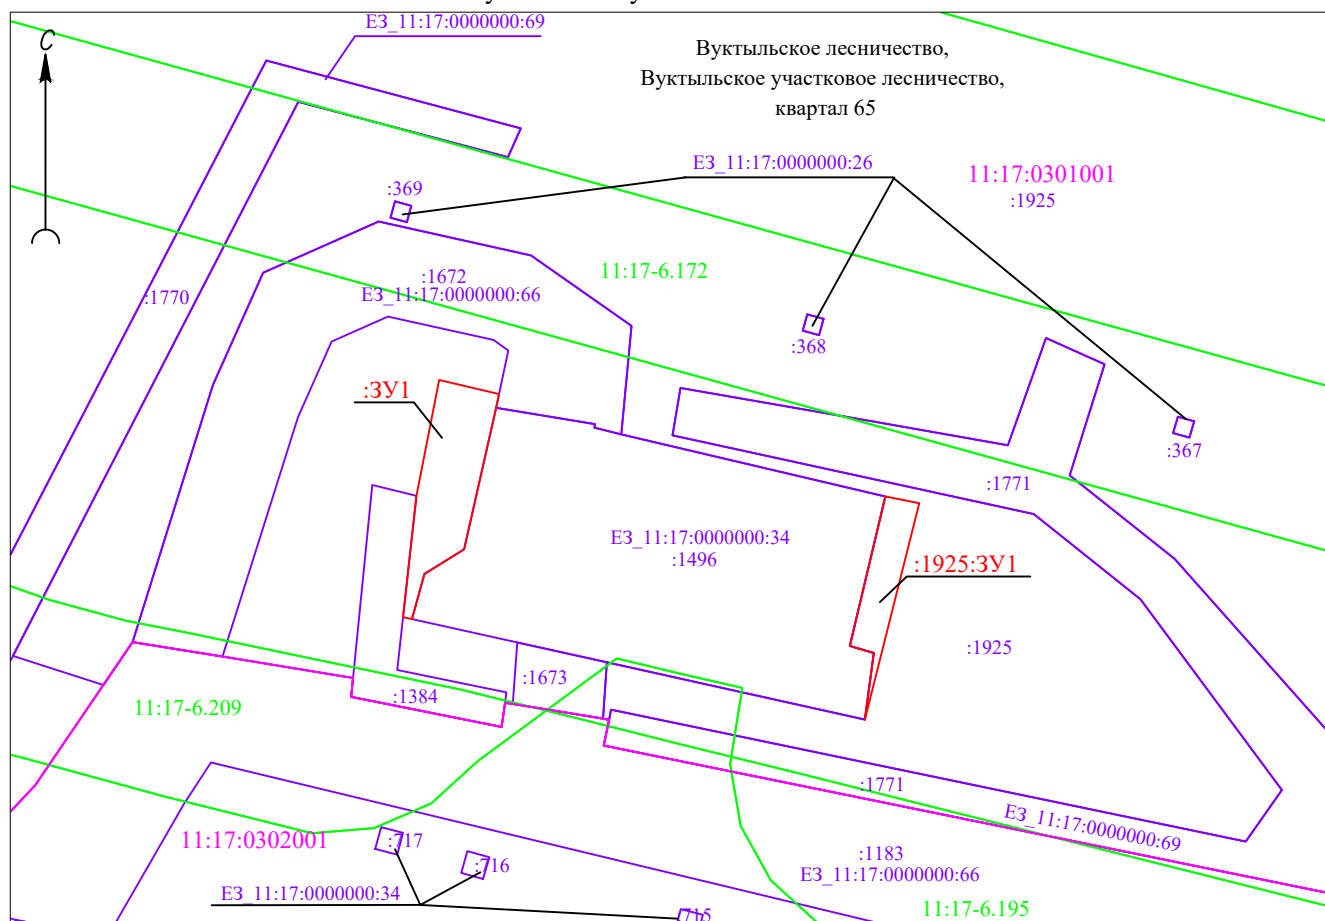 ЕЗ_11:17:0000000:69
С
Вуктыльское лесничество,
Вуктыльское участковое лесничество,
квартал 65
ЕЗ_11:17:0000000:26
11:17:0301001
:1925
:369
11:17-6.172
:1672
ЕЗ_11:17:0000000:66
:1770
:368
:ЗУ1
:367
:1771
ЕЗ_11:17:0000000:34
:1496
:1925:ЗУ1
:1925
:1673
:1384
11:17-6.209
:1771
ЕЗ_11:17:0000000:69
11:17:0302001
:717
:716
:1183
ЕЗ_11:17:0000000:66
ЕЗ_11:17:0000000:34
11:17-6.195
:715